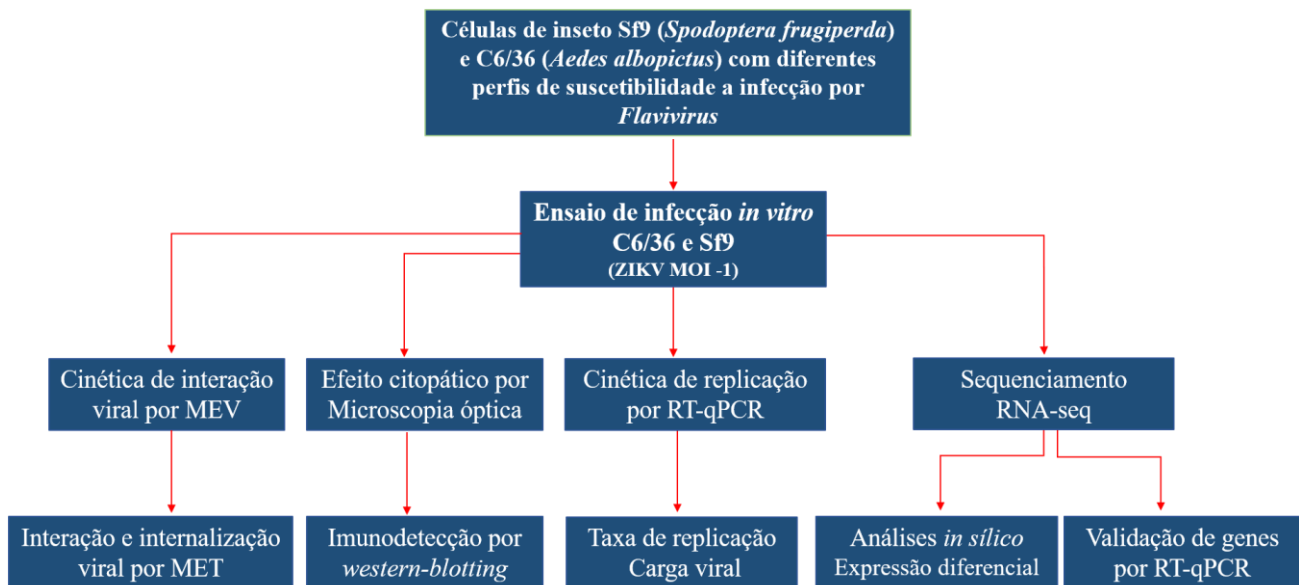 Células de inseto Sf9 (Spodoptera frugiperda)
e C6/36 (Aedes albopictus) com diferentes
perfis de suscetibilidade a infecção por
Flavivirus
Ensaio de infecção in vitro
C6/36 e Sf9
(ZIKV MOI -1)
Cinética de interação
viral por MEV
Efeito citopático por
Microscopia óptica
Cinética de replicação
por RT-qPCR
Sequenciamento
RNA-seq
Interação e internalização
viral por MET
Imunodetecção por
western-blotting
Taxa de replicação
Carga viral
Análises in sílico
Expressão diferencial
Validação de genes
por RT-qPCR